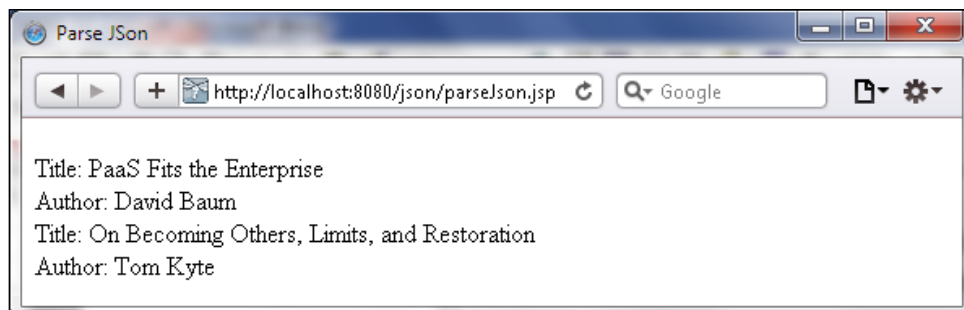 Parse JSon
http://localhost:8080/json/parseJson.jsp
Google
Title: PaaS Fits the Enterprise
Author: David Baum
Title: On Becoming Others, Limits, and Restoration
Author: Tom Kyte